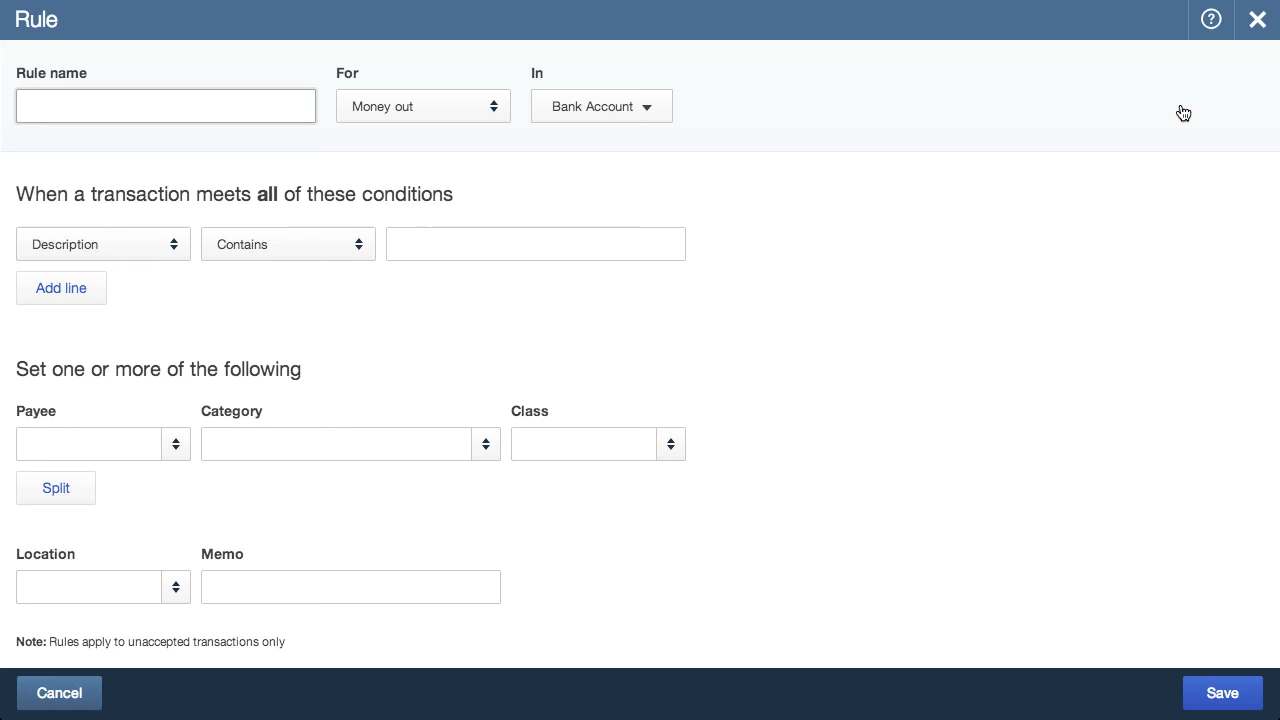 Rule
Rule name For In
Money out Bank Account
When a transaction meets all of these conditions
Description Contains
Add line
Set one or more of the following
Payee Category Class
Split
Location Memo
Note: Rules apply to unaccepted transactions only
Cancel Save